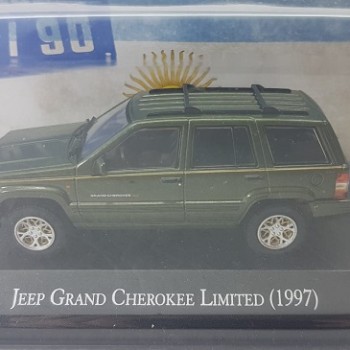 90
JEEP GRAND CHEROKEE LIMITED (1997)